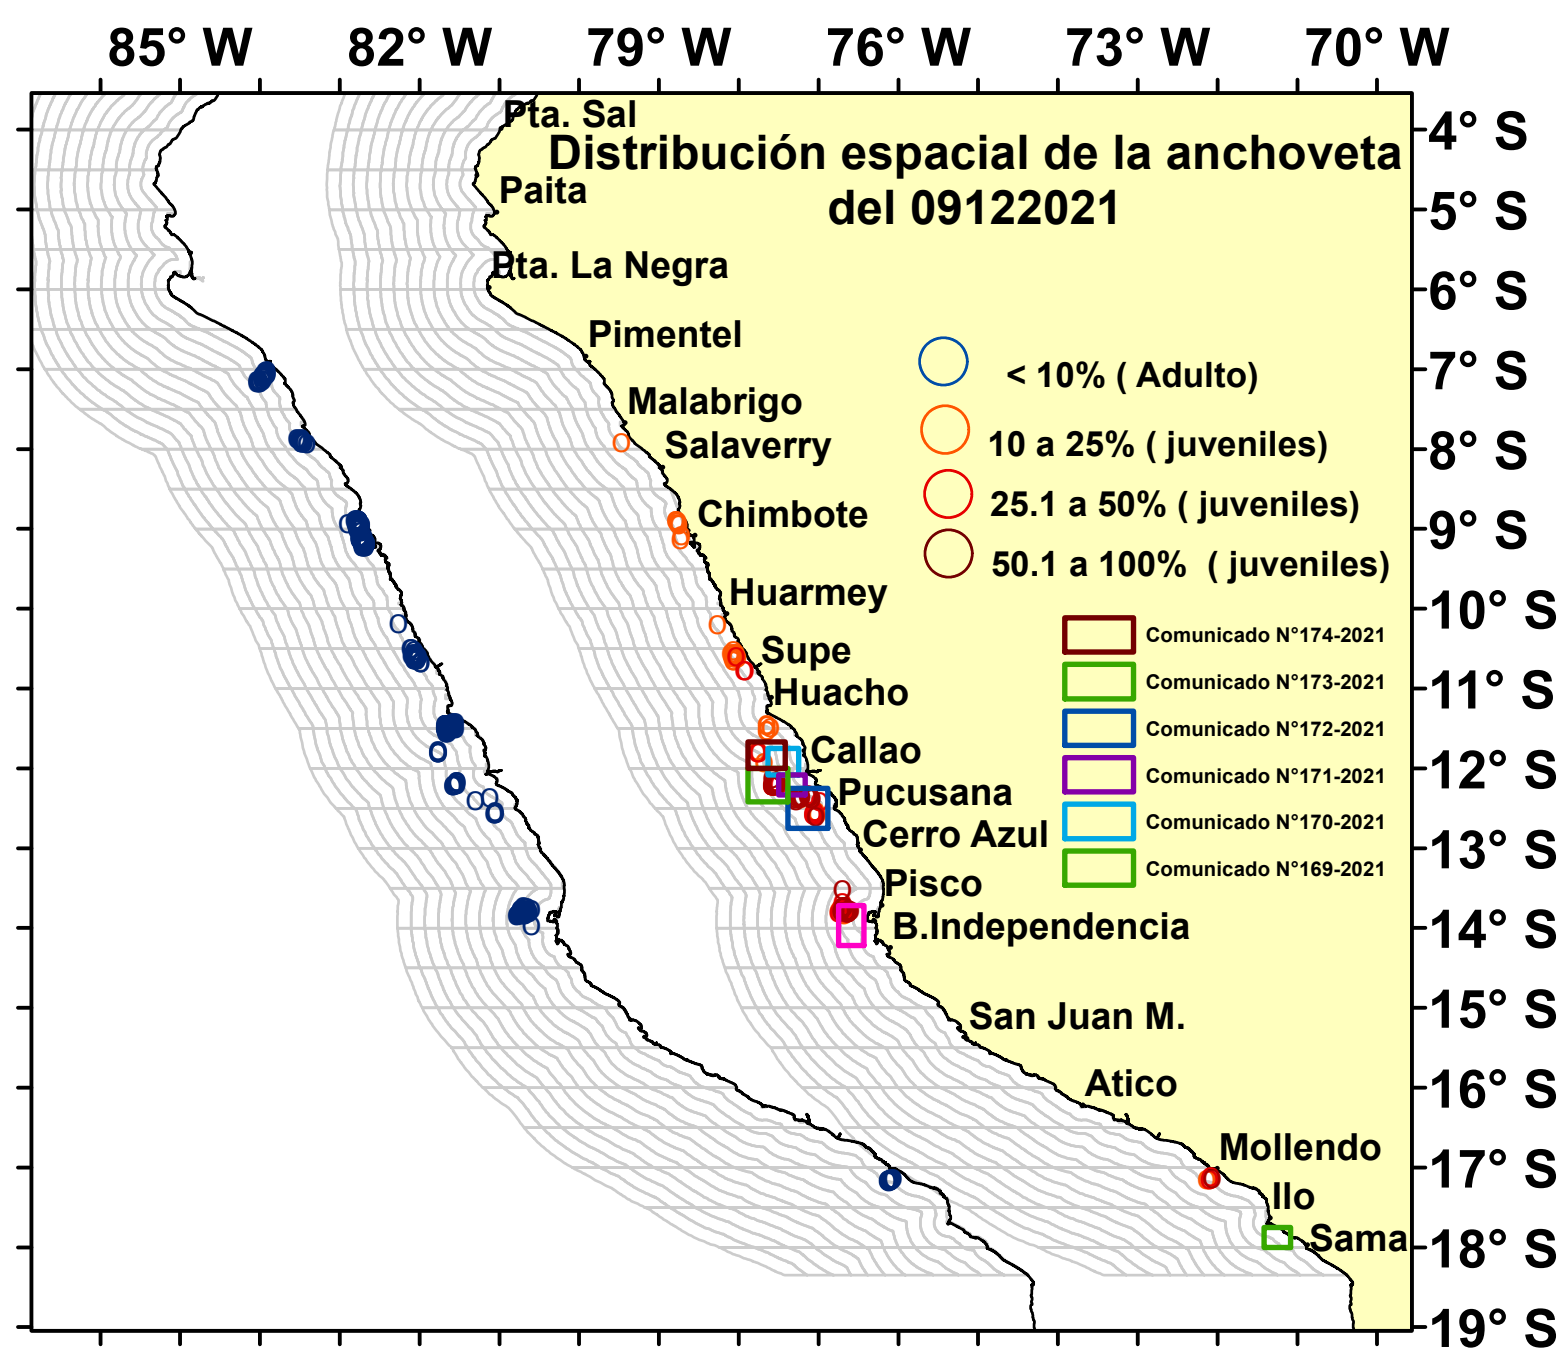 85° W 82° W 79° W 76° W 73° W 70° W
Pta. Sal
4° S
Distribución espacial de la anchoveta
del 09122021
Paita
5° S
Pta. La Negra
6° S
Pimentel
7° S
< 10% ( Adulto)
Malabrigo
Salaverry
8° S
10 a 25% ( juveniles)
Chimbote
25.1 a 50% ( juveniles)
9° S
50.1 a 100% ( juveniles)
Huarmey
10° S
Supe
Comunicado N°174-2021
Huacho
11° S
Comunicado N°173-2021
Comunicado N°172-2021
Callao
12° S
Comunicado N°171-2021
Pucusana
Comunicado N°170-2021
Cerro Azul
13° S
Comunicado N°169-2021
Pisco
B.Independencia
14° S
San Juan M.
15° S
Atico
16° S
Mollendo
17° S
Ilo
Sama
18° S
19° S